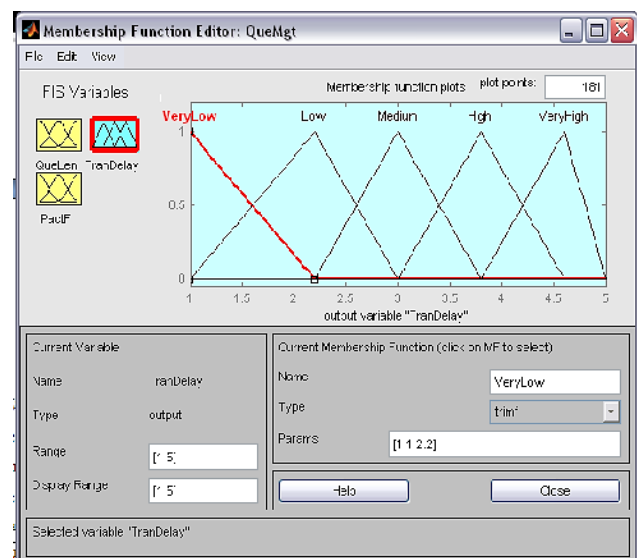 Membership Function Editor: QueMgt
File Edit View
FIS Variables
Membership function plots plot points: 181
VeryLow Low Medium High VeryHigh
QueLen TranDelay
PactF
1
0.5
0
1 1.5 2 2.5 3 3.5 4 4.5 5
output variable "TranDelay"
Current Variable
Name TranDelay
Type output
Range [1 5]
Display Range [1 5]
Current Membership Function (click on MF to select)
Name VeryLow
Type trimf
Params [1 1 2.2]
Help Close
Selected variable "TranDelay"